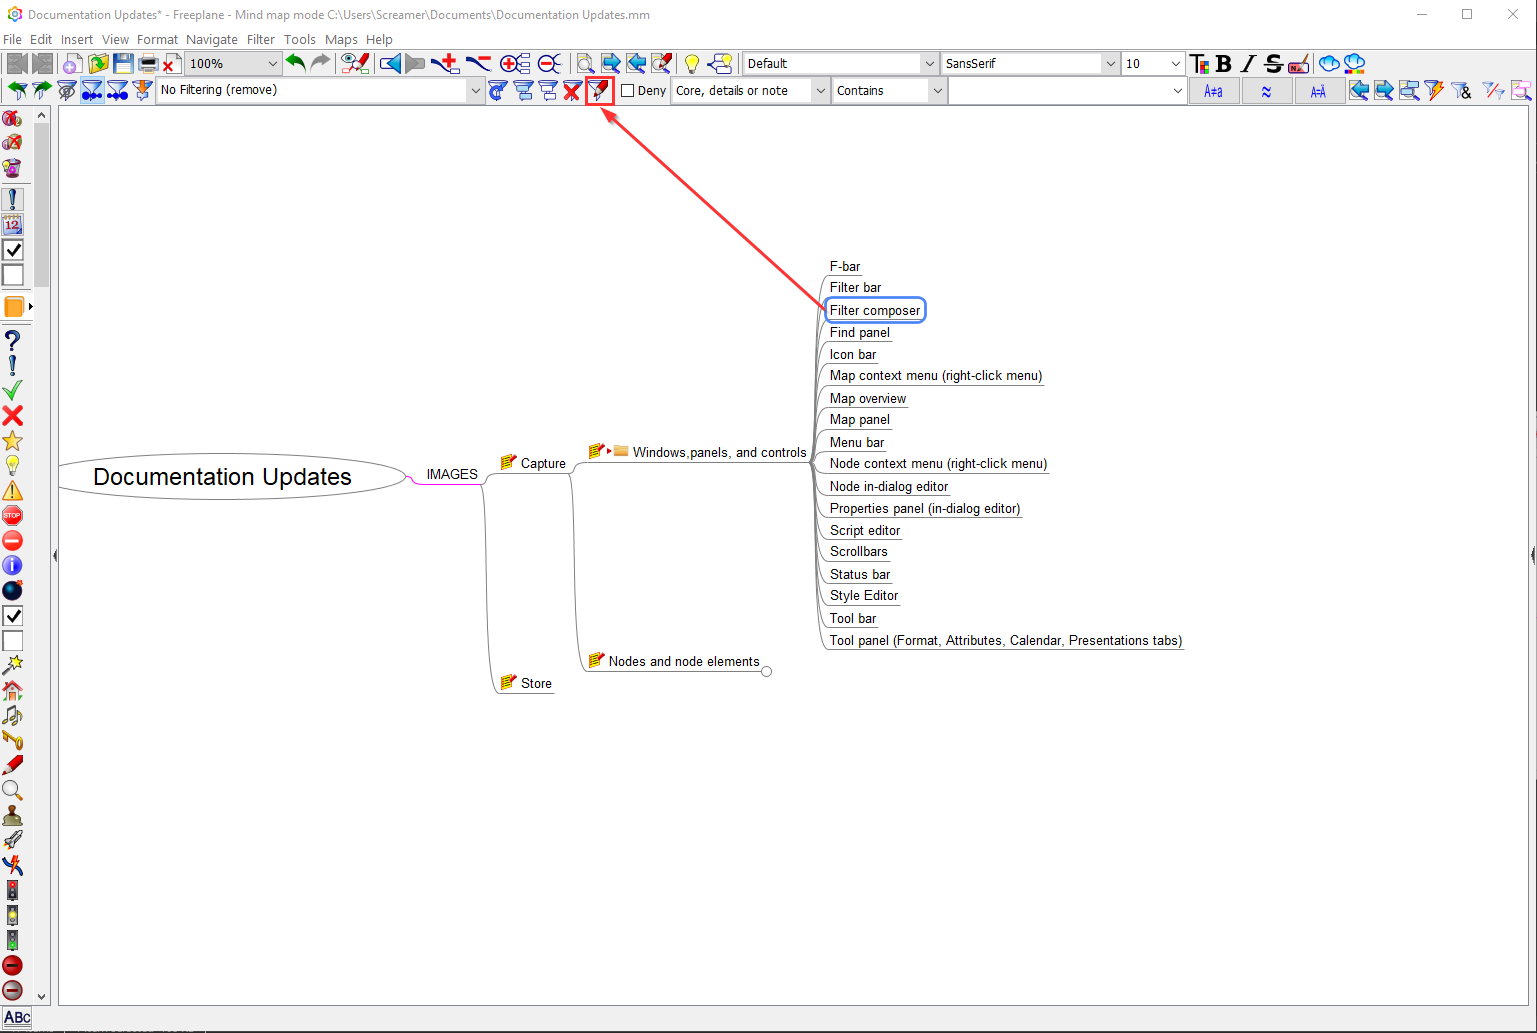 Documentation Updates* - Freeplane - Mind map mode C:\Users\Screamer\Documents\Documentation Updates.mm
File Edit Insert View Format Navigate Filter Tools Maps Help
100% Default SansSerif 10
No Filtering (remove) Deny Core, details or note Contains A≠a ≈ A=Ä
12
F-bar
Filter bar
Filter composer
Find panel
Icon bar
Map context menu (right-click menu)
Map overview
Map panel
Menu bar
Windows,panels, and controls
Capture
Node context menu (right-click menu)
IMAGES
Documentation Updates
Node in-dialog editor
Properties panel (in-dialog editor)
STOP
Script editor
Scrollbars
Status bar
Style Editor
Tool bar
Tool panel (Format, Attributes, Calendar, Presentations tabs)
Nodes and node elements
Store
ABC